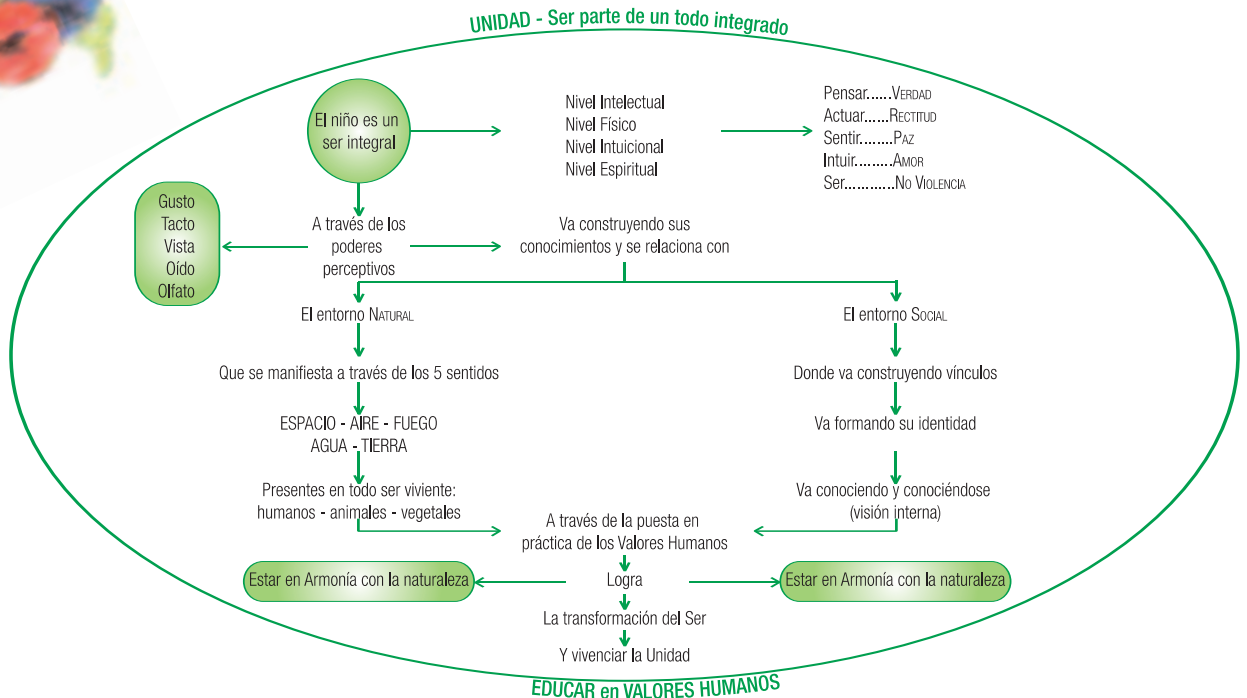 UNIDAD - Ser parte de un todo integrado
El niño es un
ser integral
Nivel Intelectual
Nivel Físico
Nivel Intuicional
Nivel Espiritual
Pensar......VERDAD
Actuar.....RECTITUD
Sentir........PAZ
Intuir.........AMOR
Ser............NO VIOLENCIA
Gusto
Tacto
Vista
Oído
Olfato
A través de los
poderes
perceptivos
Va construyendo sus
conocimientos y se relaciona con
El entorno NATURAL
Que se manifiesta a través de los 5 sentidos
ESPACIO - AIRE - FUEGO
AGUA - TIERRA
Presentes en todo ser viviente:
humanos - animales - vegetales
El entorno SOCIAL
Donde va construyendo vínculos
Va formando su identidad
Va conociendo y conociéndose
(visión interna)
A través de la puesta en
práctica de los Valores Humanos
Estar en Armonía con la naturaleza
Logra
Estar en Armonía con la naturaleza
La transformación del Ser
Y vivenciar la Unidad
EDUCAR en VALORES HUMANOS